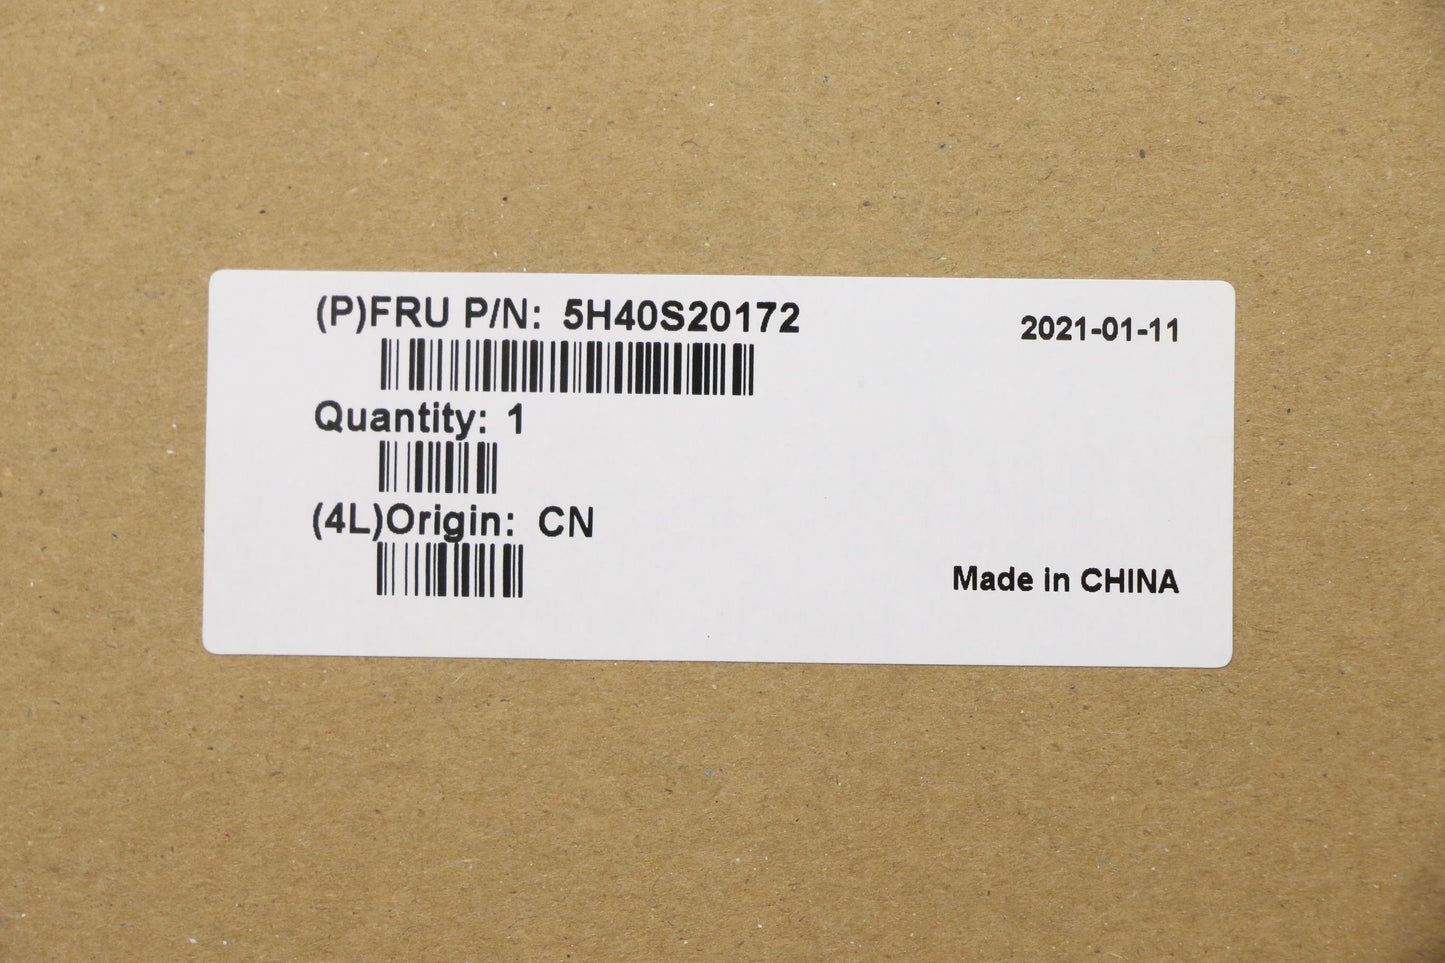 (P)FRU P/N: 5H40S20172
2021-01-11
Quantity: 1
(4L)Origin: CN
Made in CHINA